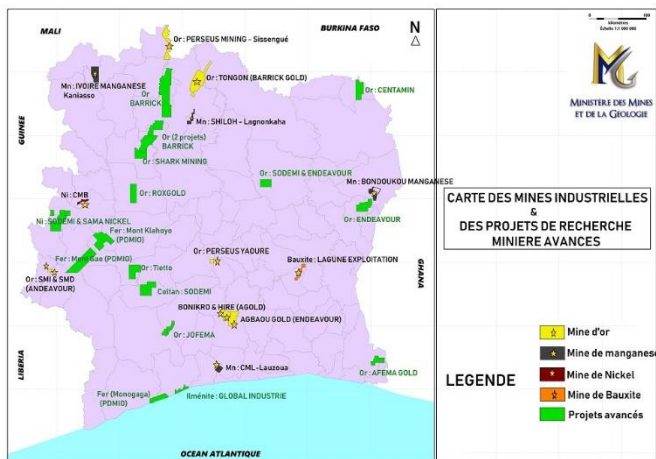 MALI
BURKINA FASO
N
Or : PERSEUS MINING - Sissengué
Mn : IVOIRE MANGANESE
Kaniasso
Or
BARRICK
Or : TONGON (BARRICK GOLD)
Or : CENTAMIN
GUINEE
Mn : SHILOH - Lagnonkaha
Or (2 projets)
BARRICK
Or : SHARK MINING
Or : SODEMI & ENDEAVOUR
Mn : BONDOUKOU MANGANESE
Ni : CMB
Or : ROXGOLD
Or : ENDEAVOUR
Ni : SODEMI & SAMA NICKEL
Fer : Mont Klahoyo
(PDMIO)
Fer : Mont Gao (PDMIO)
Or : PERSEUS YAOURE
Bauxite : LAGUNE EXPLOITATION
Or : SMI & SMD
(ANDEAVOUR)
Or : Tietto
Coltan : SODEMI
GHANA
BONIKRO & HIRE (AGOLD)
AGBAOU GOLD (ENDEAVOUR)
Or : JOFEMA
LIBERIA
Mn : CML-Lauzoua
Or : AFEMA GOLD
Fer (Monogaga)
(PDMIO)
Ilménite : GLOBAL INDUSTRIE
OCEAN ATLANTIQUE
MINISTÈRE DES MINES
ET DE LA GÉOLOGIE
CARTE DES MINES INDUSTRIELLES
&
DES PROJETS DE RECHERCHE
MINIERE AVANCES
LEGENDE
Mine d'or
Mine de manganese
Mine de Nickel
Mine de Bauxite
Projets avancés